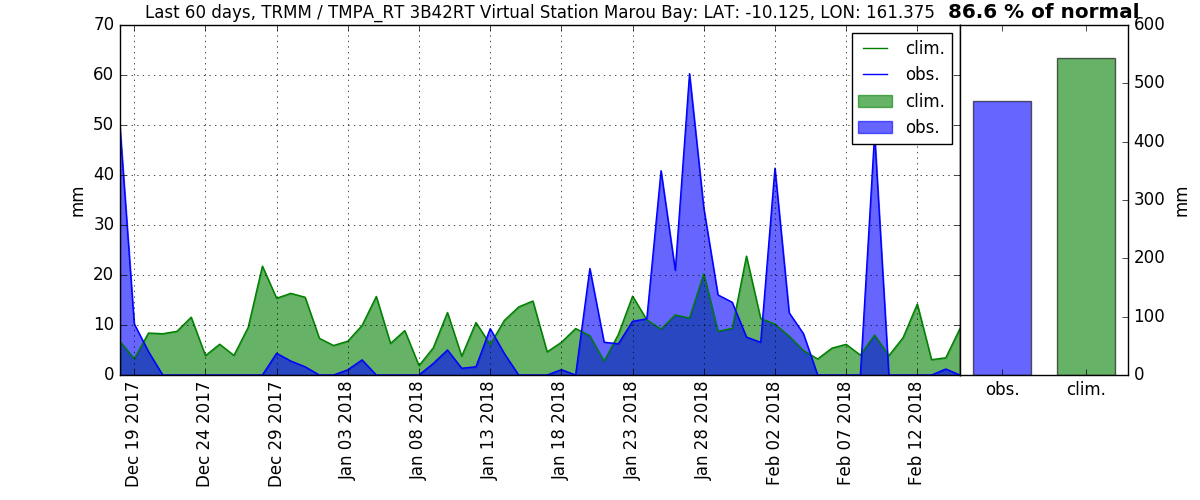 Last 60 days, TRMM / TMPA_RT 3B42RT Virtual Station Marou Bay: LAT: -10.125, LON: 161.375 86.6 % of normal
70
60
50
40
30
20
10
0
mm
clim.
obs.
clim.
obs.
Dec 19 2017
Dec 24 2017
Dec 29 2017
Jan 03 2018
Jan 08 2018
Jan 13 2018
Jan 18 2018
Jan 23 2018
Jan 28 2018
Feb 02 2018
Feb 07 2018
Feb 12 2018
600
500
400
300
200
100
0
mm
obs. clim.